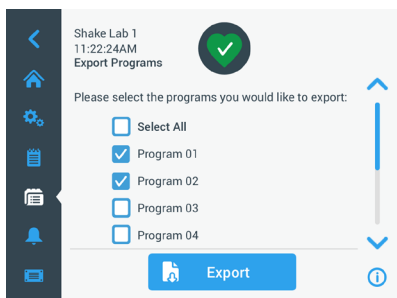 Shake Lab 1
11:22:24AM
Export Programs
Please select the programs you would like to export:
Select All
Program 01
Program 02
Program 03
Program 04
Export